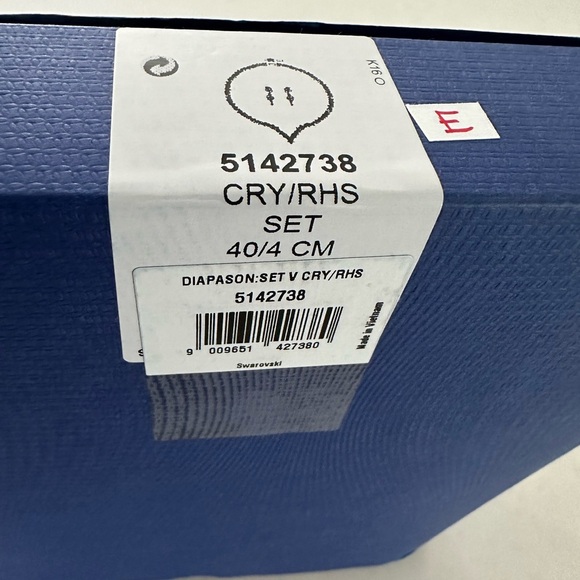 K16 O
E
5142738
CRY/RHS
SET
40/4 CM
DIAPASON:SET V CRY/RHS
5142738
9 009651 427380
Swarovski
Made in Vietnam